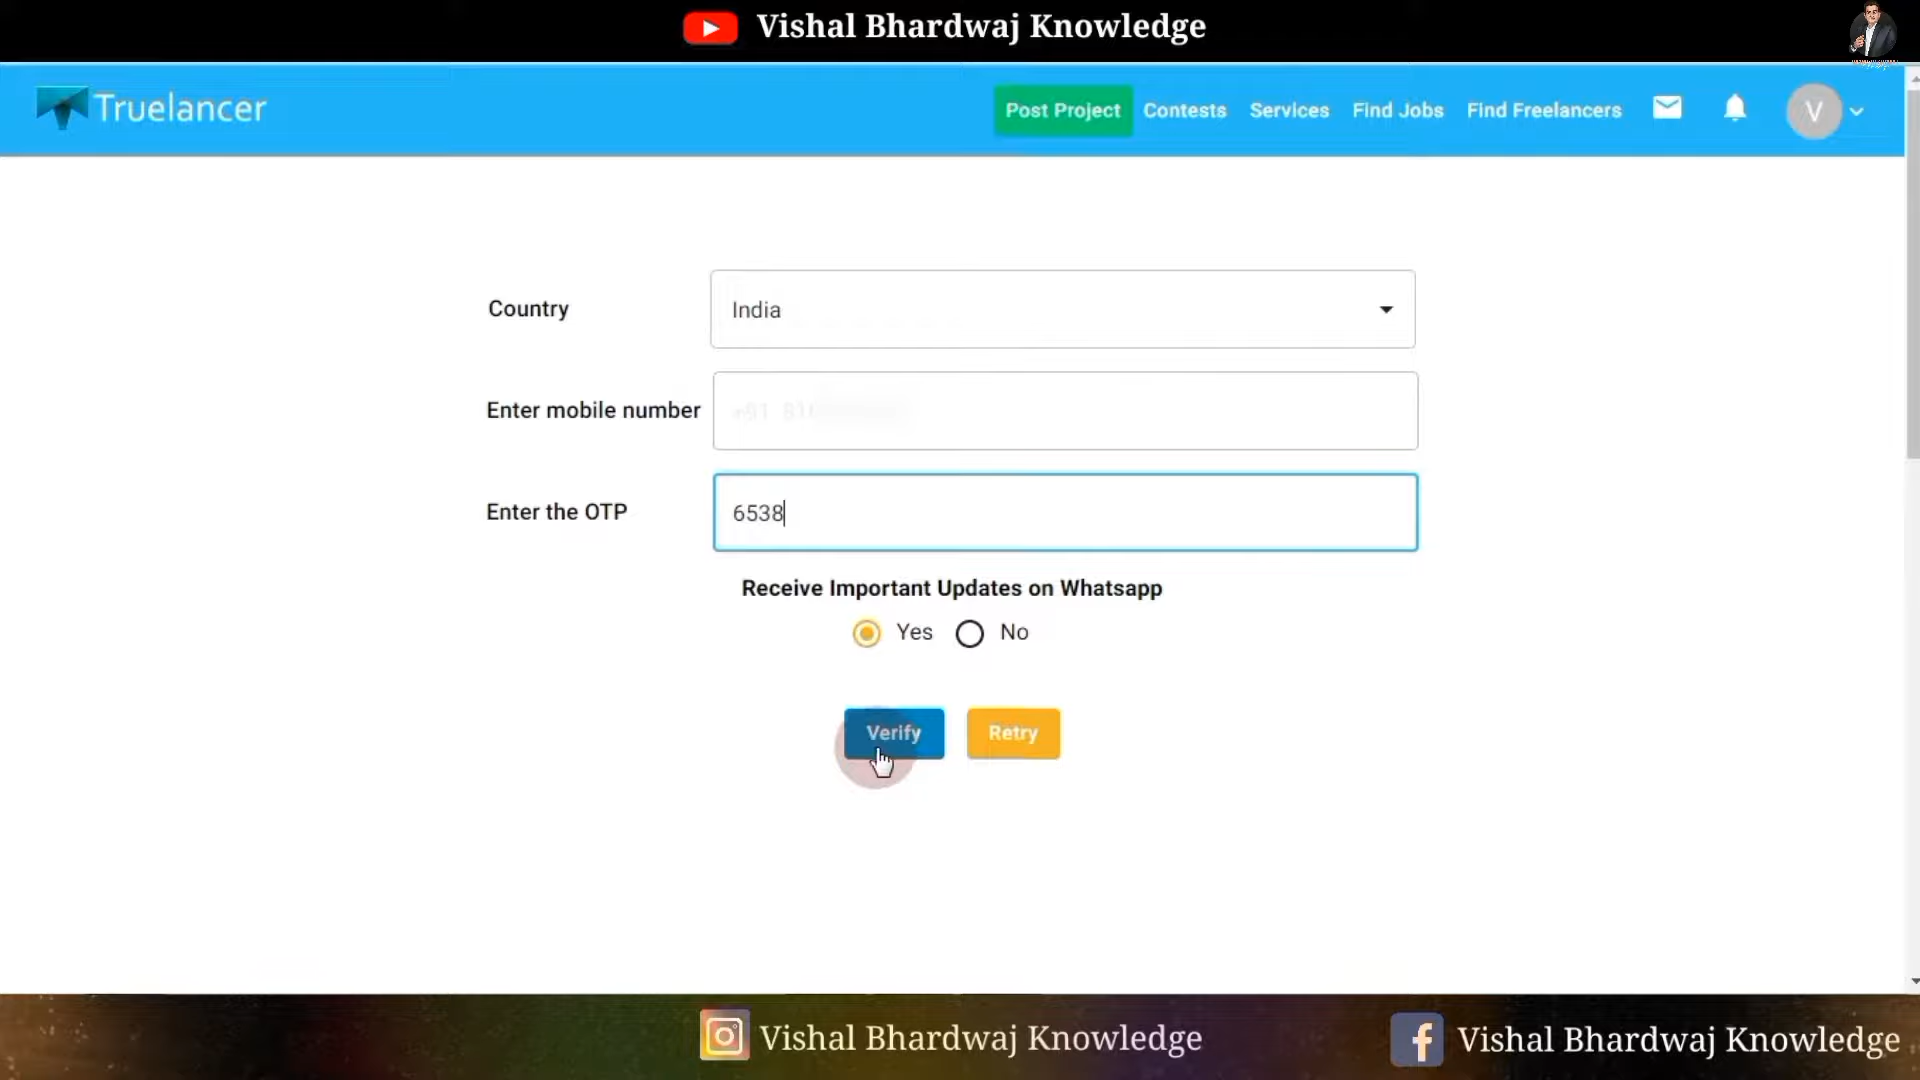 Vishal Bhardwaj Knowledge
Truelancer
Post Project Contests Services Find Jobs Find Freelancers V
Country India
Enter mobile number +91
Enter the OTP 6538
Receive Important Updates on Whatsapp
Yes No
Verify Retry
Vishal Bhardwaj Knowledge Vishal Bhardwaj Knowledge